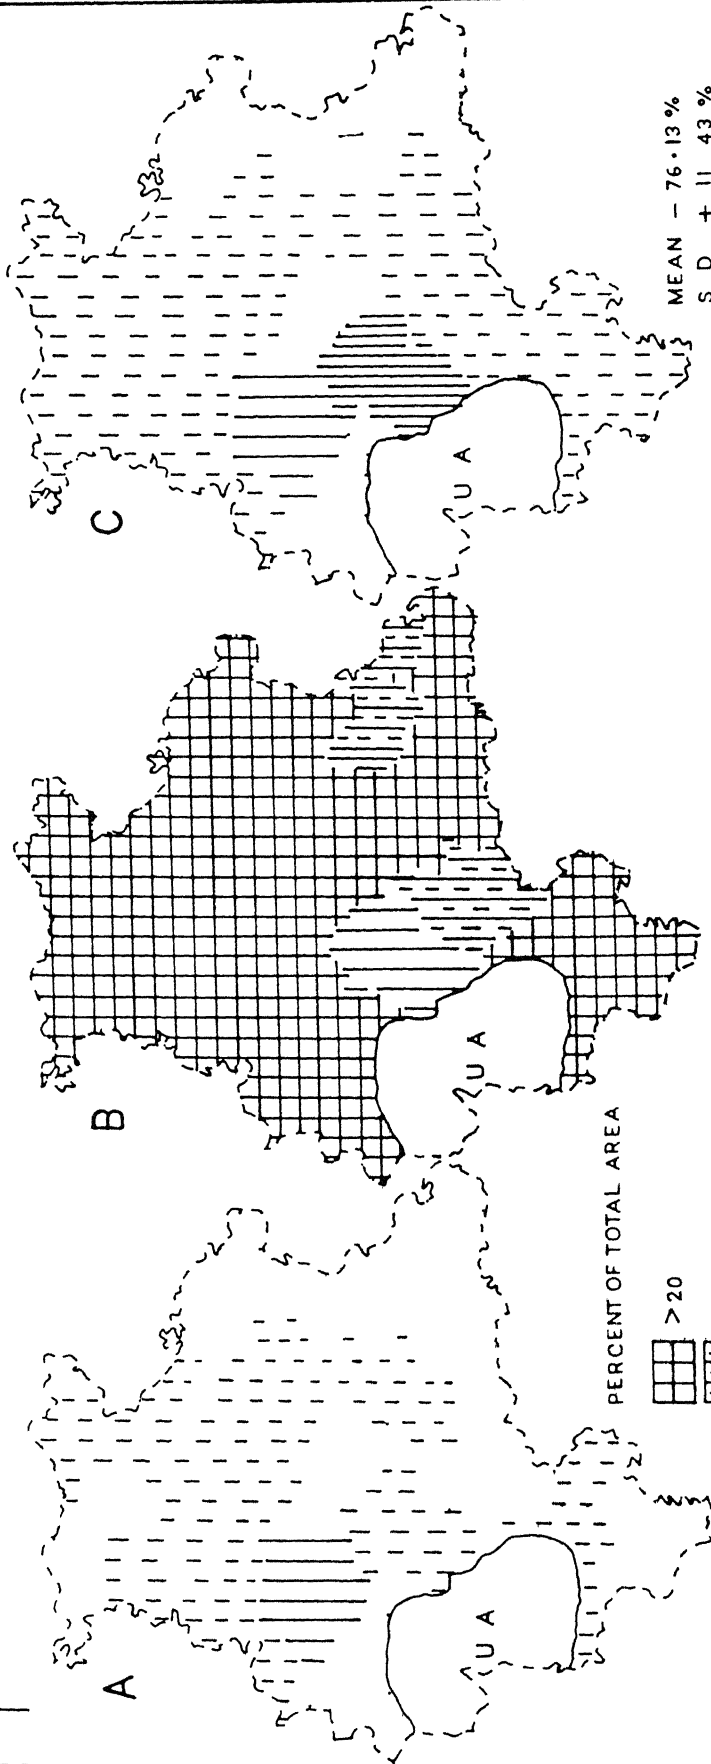 A
U A
PERCENT OF TOTAL AREA
>20
B
U A
C
U A
MEAN – 76·13 %
S D + 11 43 %